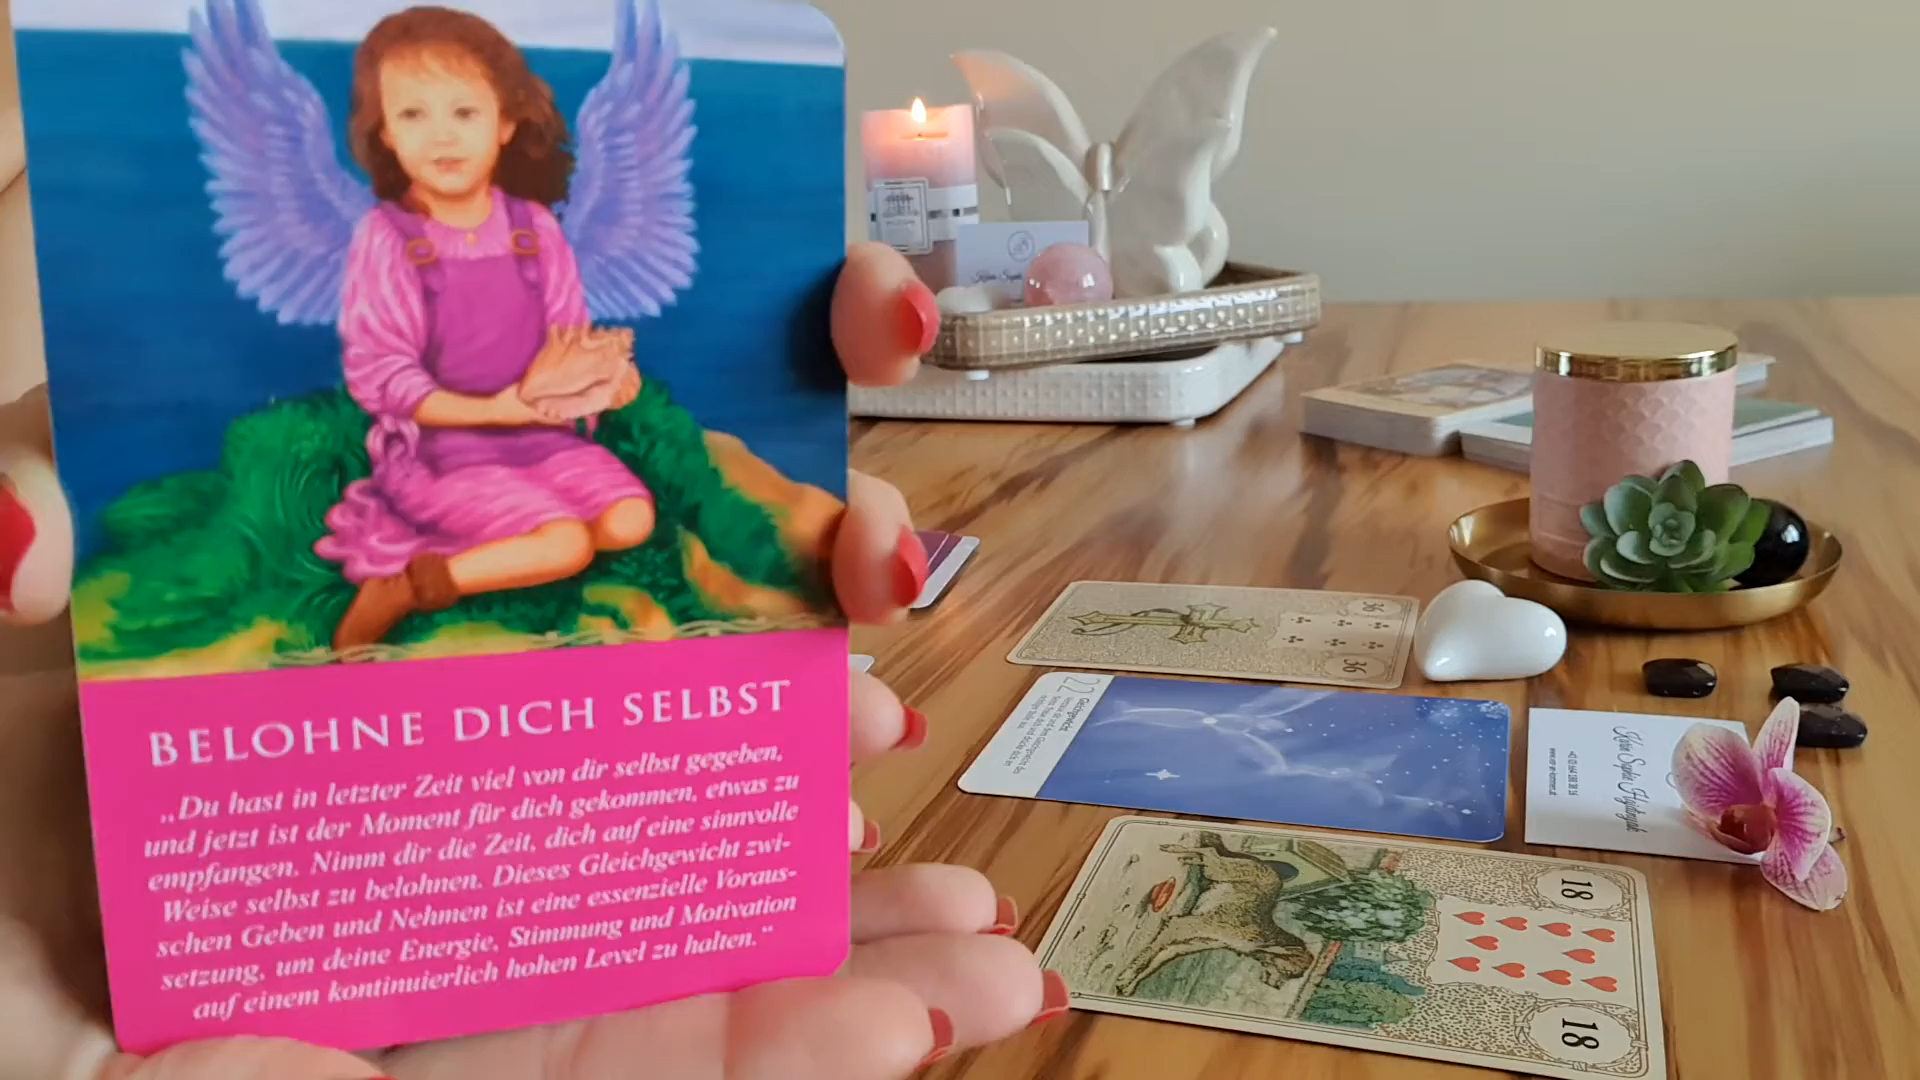 BELOHNE DICH SELBST
„Du hast in letzter Zeit viel von dir selbst gegeben,
und jetzt ist der Moment für dich gekommen, etwas zu
empfangen. Nimm dir die Zeit, dich auf eine sinnvolle
Weise selbst zu belohnen. Dieses Gleichgewicht zwi-
schen Geben und Nehmen ist eine essenzielle Voraus-
setzung, um deine Energie, Stimmung und Motivation
auf einem kontinuierlich hohen Level zu halten.“
36
36
22
Gleichgewicht
18
18